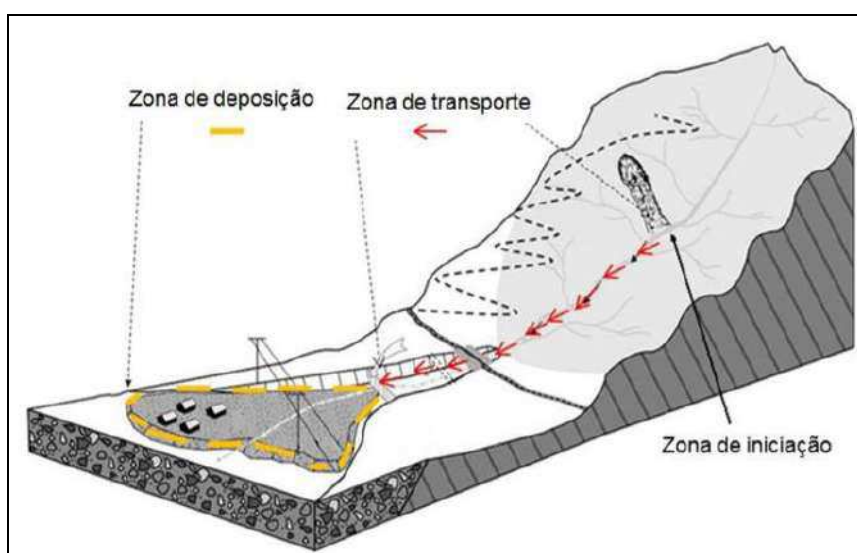 Zona de deposição
Zona de transporte
Zona de iniciação